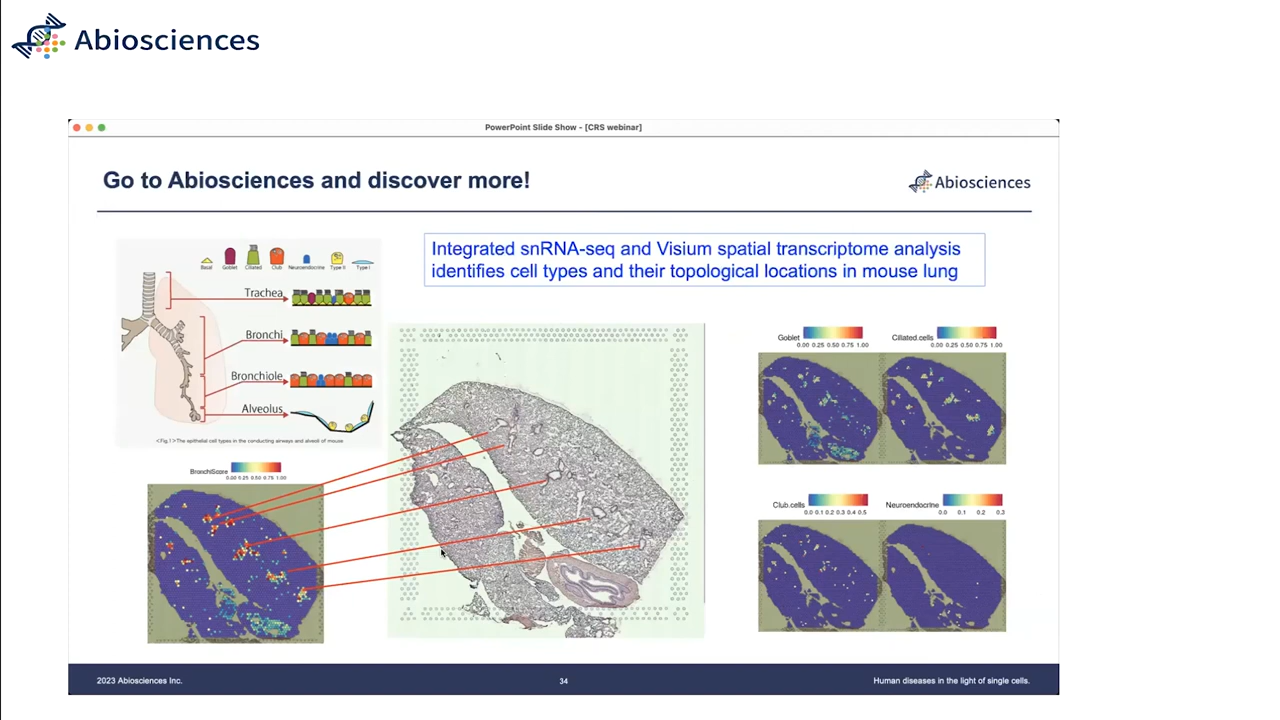 Abiosciences
PowerPoint Slide Show - [CRS webinar]
Go to Abiosciences and discover more!
Abiosciences
Integrated snRNA-seq and Visium spatial transcriptome analysis
identifies cell types and their topological locations in mouse lung
Basal Goblet Ciliated Club Neuroendocrine Type II Type I
Trachea
Bronchi
Bronchiole
Alveolus
<Fig.1>The epithelial cell types in the conducting airways and alveoli of mouse
BronchiScore
0.00 0.25 0.50 0.75 1.00
Goblet
0.00 0.25 0.50 0.75 1.00
Ciliated.cells
0.00 0.25 0.50 0.75 1.00
Club.cells
0.0 0.1 0.2 0.3 0.4 0.5
Neuroendocrine
0.0 0.1 0.2 0.3
2023 Abiosciences Inc.
34
Human diseases in the light of single cells.